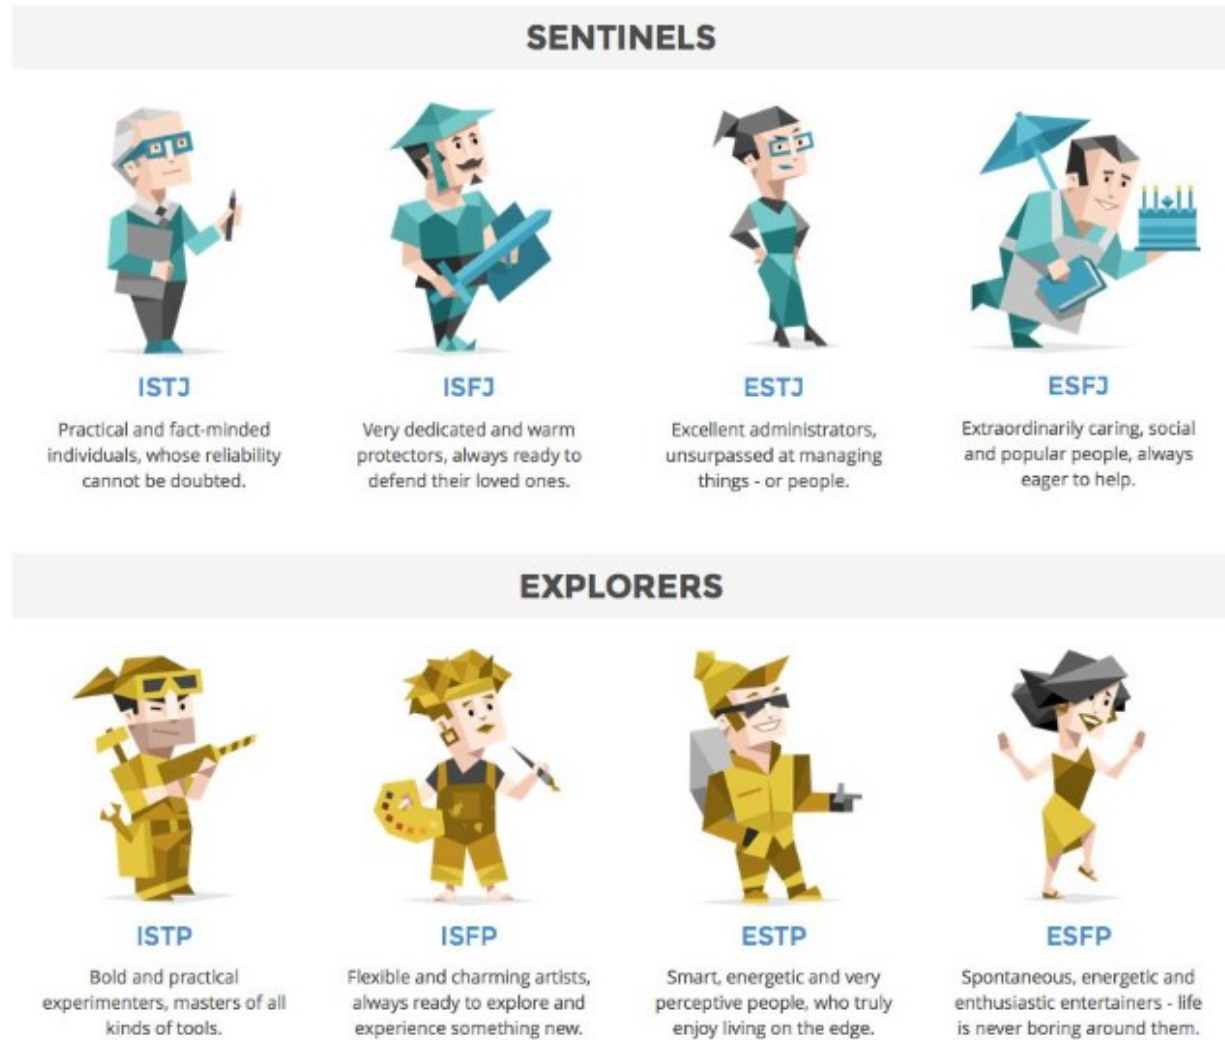 SENTINELS
ISTJ
Practical and fact-minded
individuals, whose reliability
cannot be doubted.
ISFJ
Very dedicated and warm
protectors, always ready to
defend their loved ones.
ESTJ
Excellent administrators,
unsurpassed at managing
things - or people.
ESFJ
Extraordinarily caring, social
and popular people, always
eager to help.
EXPLORERS
ISTP
Bold and practical
experimenters, masters of all
kinds of tools.
ISFP
Flexible and charming artists,
always ready to explore and
experience something new.
ESTP
Smart, energetic and very
perceptive people, who truly
enjoy living on the edge.
ESFP
Spontaneous, energetic and
enthusiastic entertainers - life
is never boring around them.